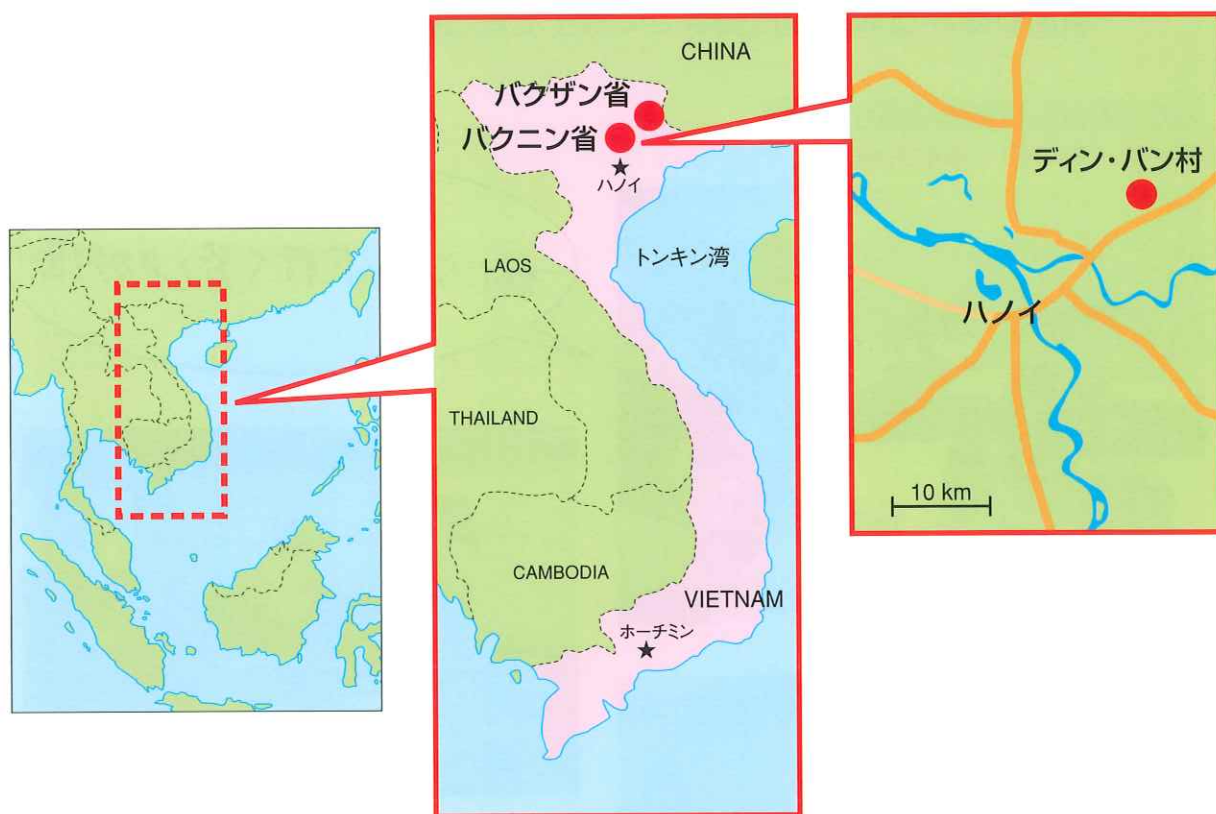 CHINA
バクザン省
バクニン省
ハノイ
LAOS
トンキン湾
THAILAND
CAMBODIA
VIETNAM
ホーチミン
ディン・バン村
ハノイ
10 km